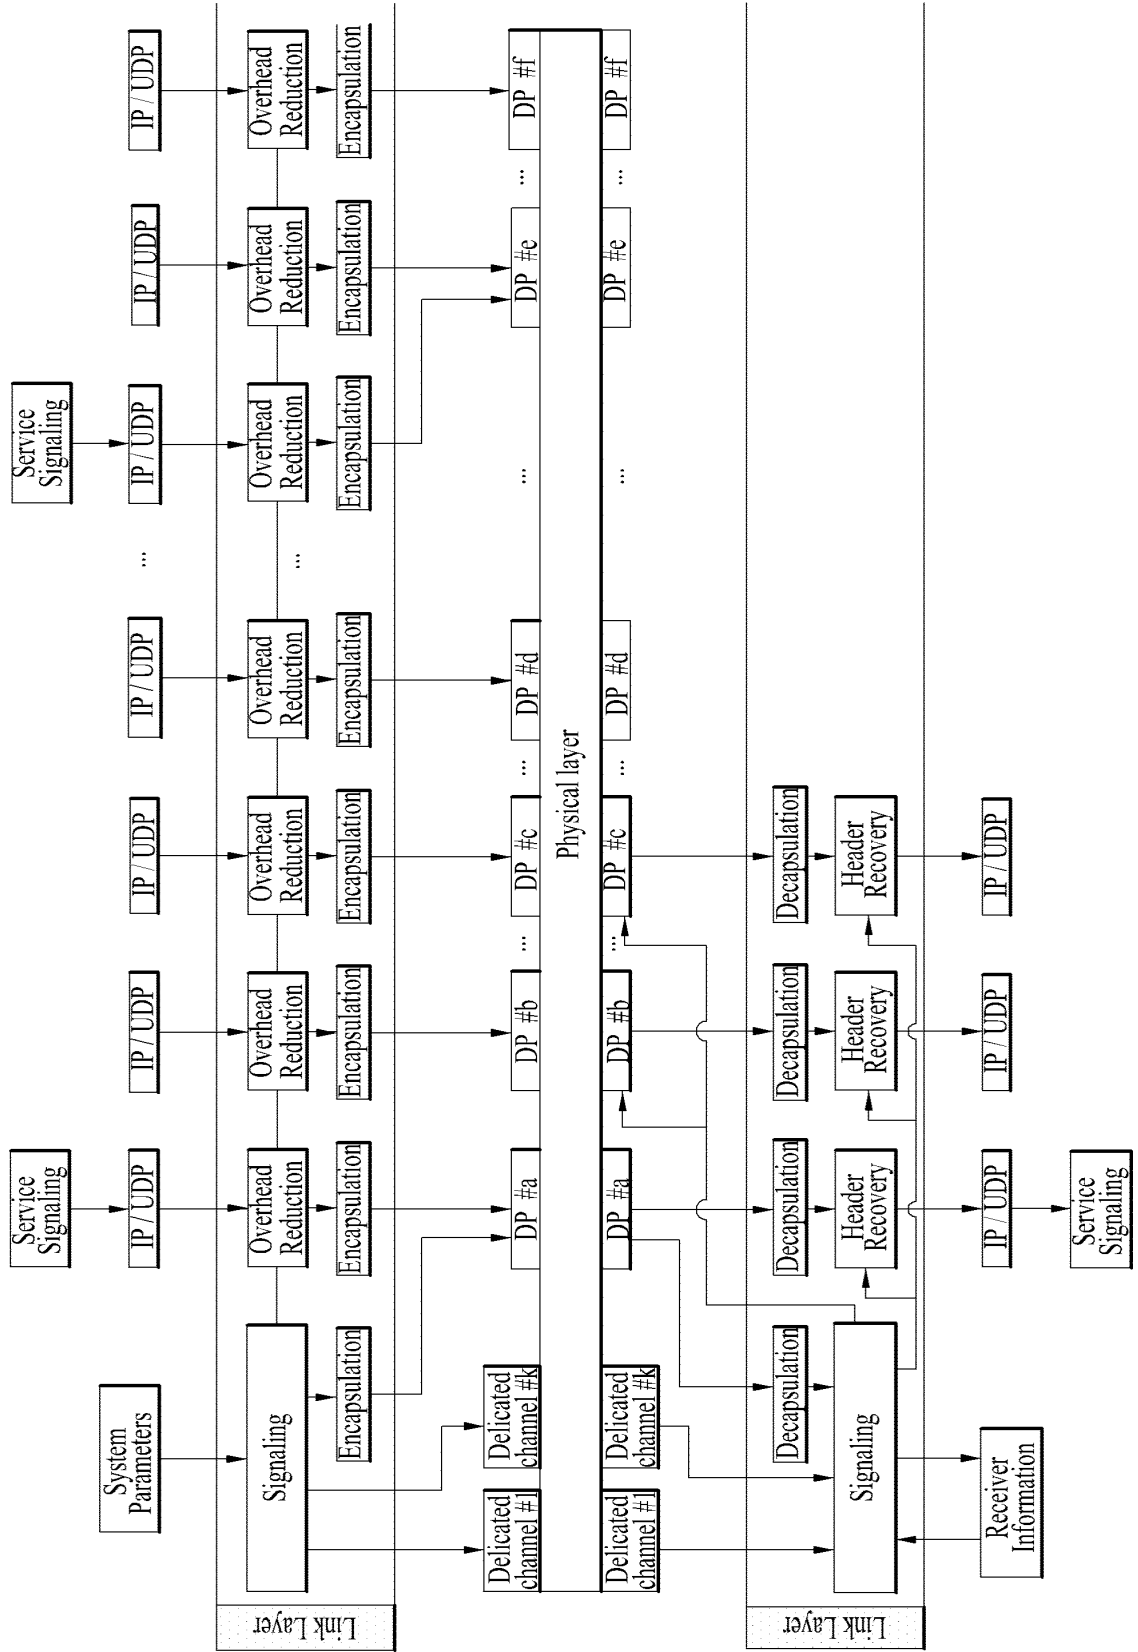 Service
Signaling
Service
Signaling
System
Parameters
IP / UDP
IP / UDP
IP / UDP
IP / UDP
...
IP / UDP
IP / UDP
IP / UDP
Link Layer
Signaling
Overhead
Reduction
Overhead
Reduction
Overhead
Reduction
Overhead
Reduction
...
Overhead
Reduction
Overhead
Reduction
Overhead
Reduction
Encapsulation
Encapsulation
Encapsulation
Encapsulation
Encapsulation
Encapsulation
Encapsulation
Encapsulation
Delicated
channel #1
Delicated
channel #k
DP #a
DP #b
...
DP #c
...
DP #d
...
DP #e
...
DP #f
Physical layer
Delicated
channel #1
Delicated
channel #k
DP #a
DP #b
...
DP #c
...
DP #d
...
DP #e
...
DP #f
Link Layer
Decapsulation
Decapsulation
Decapsulation
Decapsulation
Signaling
Header
Recovery
Header
Recovery
Header
Recovery
Receiver
Information
IP / UDP
IP / UDP
IP / UDP
Service
Signaling